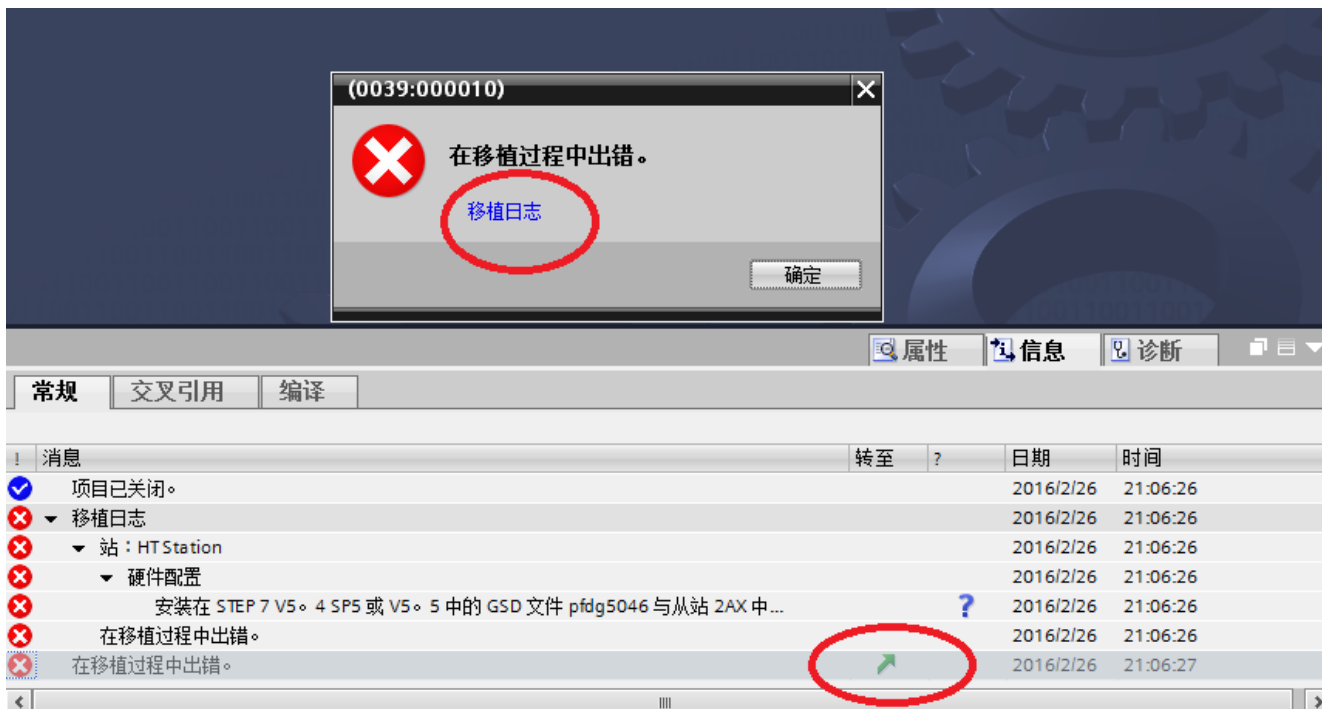 (0039:000010)
在移植过程中出错。
移植日志
确定
属性 信息 诊断
常规 交叉引用 编译
! 消息 转至 ? 日期 时间
项目已关闭。 2016/2/26 21:06:26
移植日志 2016/2/26 21:06:26
站：HT Station 2016/2/26 21:06:26
硬件配置 2016/2/26 21:06:26
安装在 STEP 7 V5。4 SP5 或 V5。5 中的 GSD 文件 pfdg5046 与从站 2AX 中... ? 2016/2/26 21:06:26
在移植过程中出错。 2016/2/26 21:06:26
在移植过程中出错。 2016/2/26 21:06:27